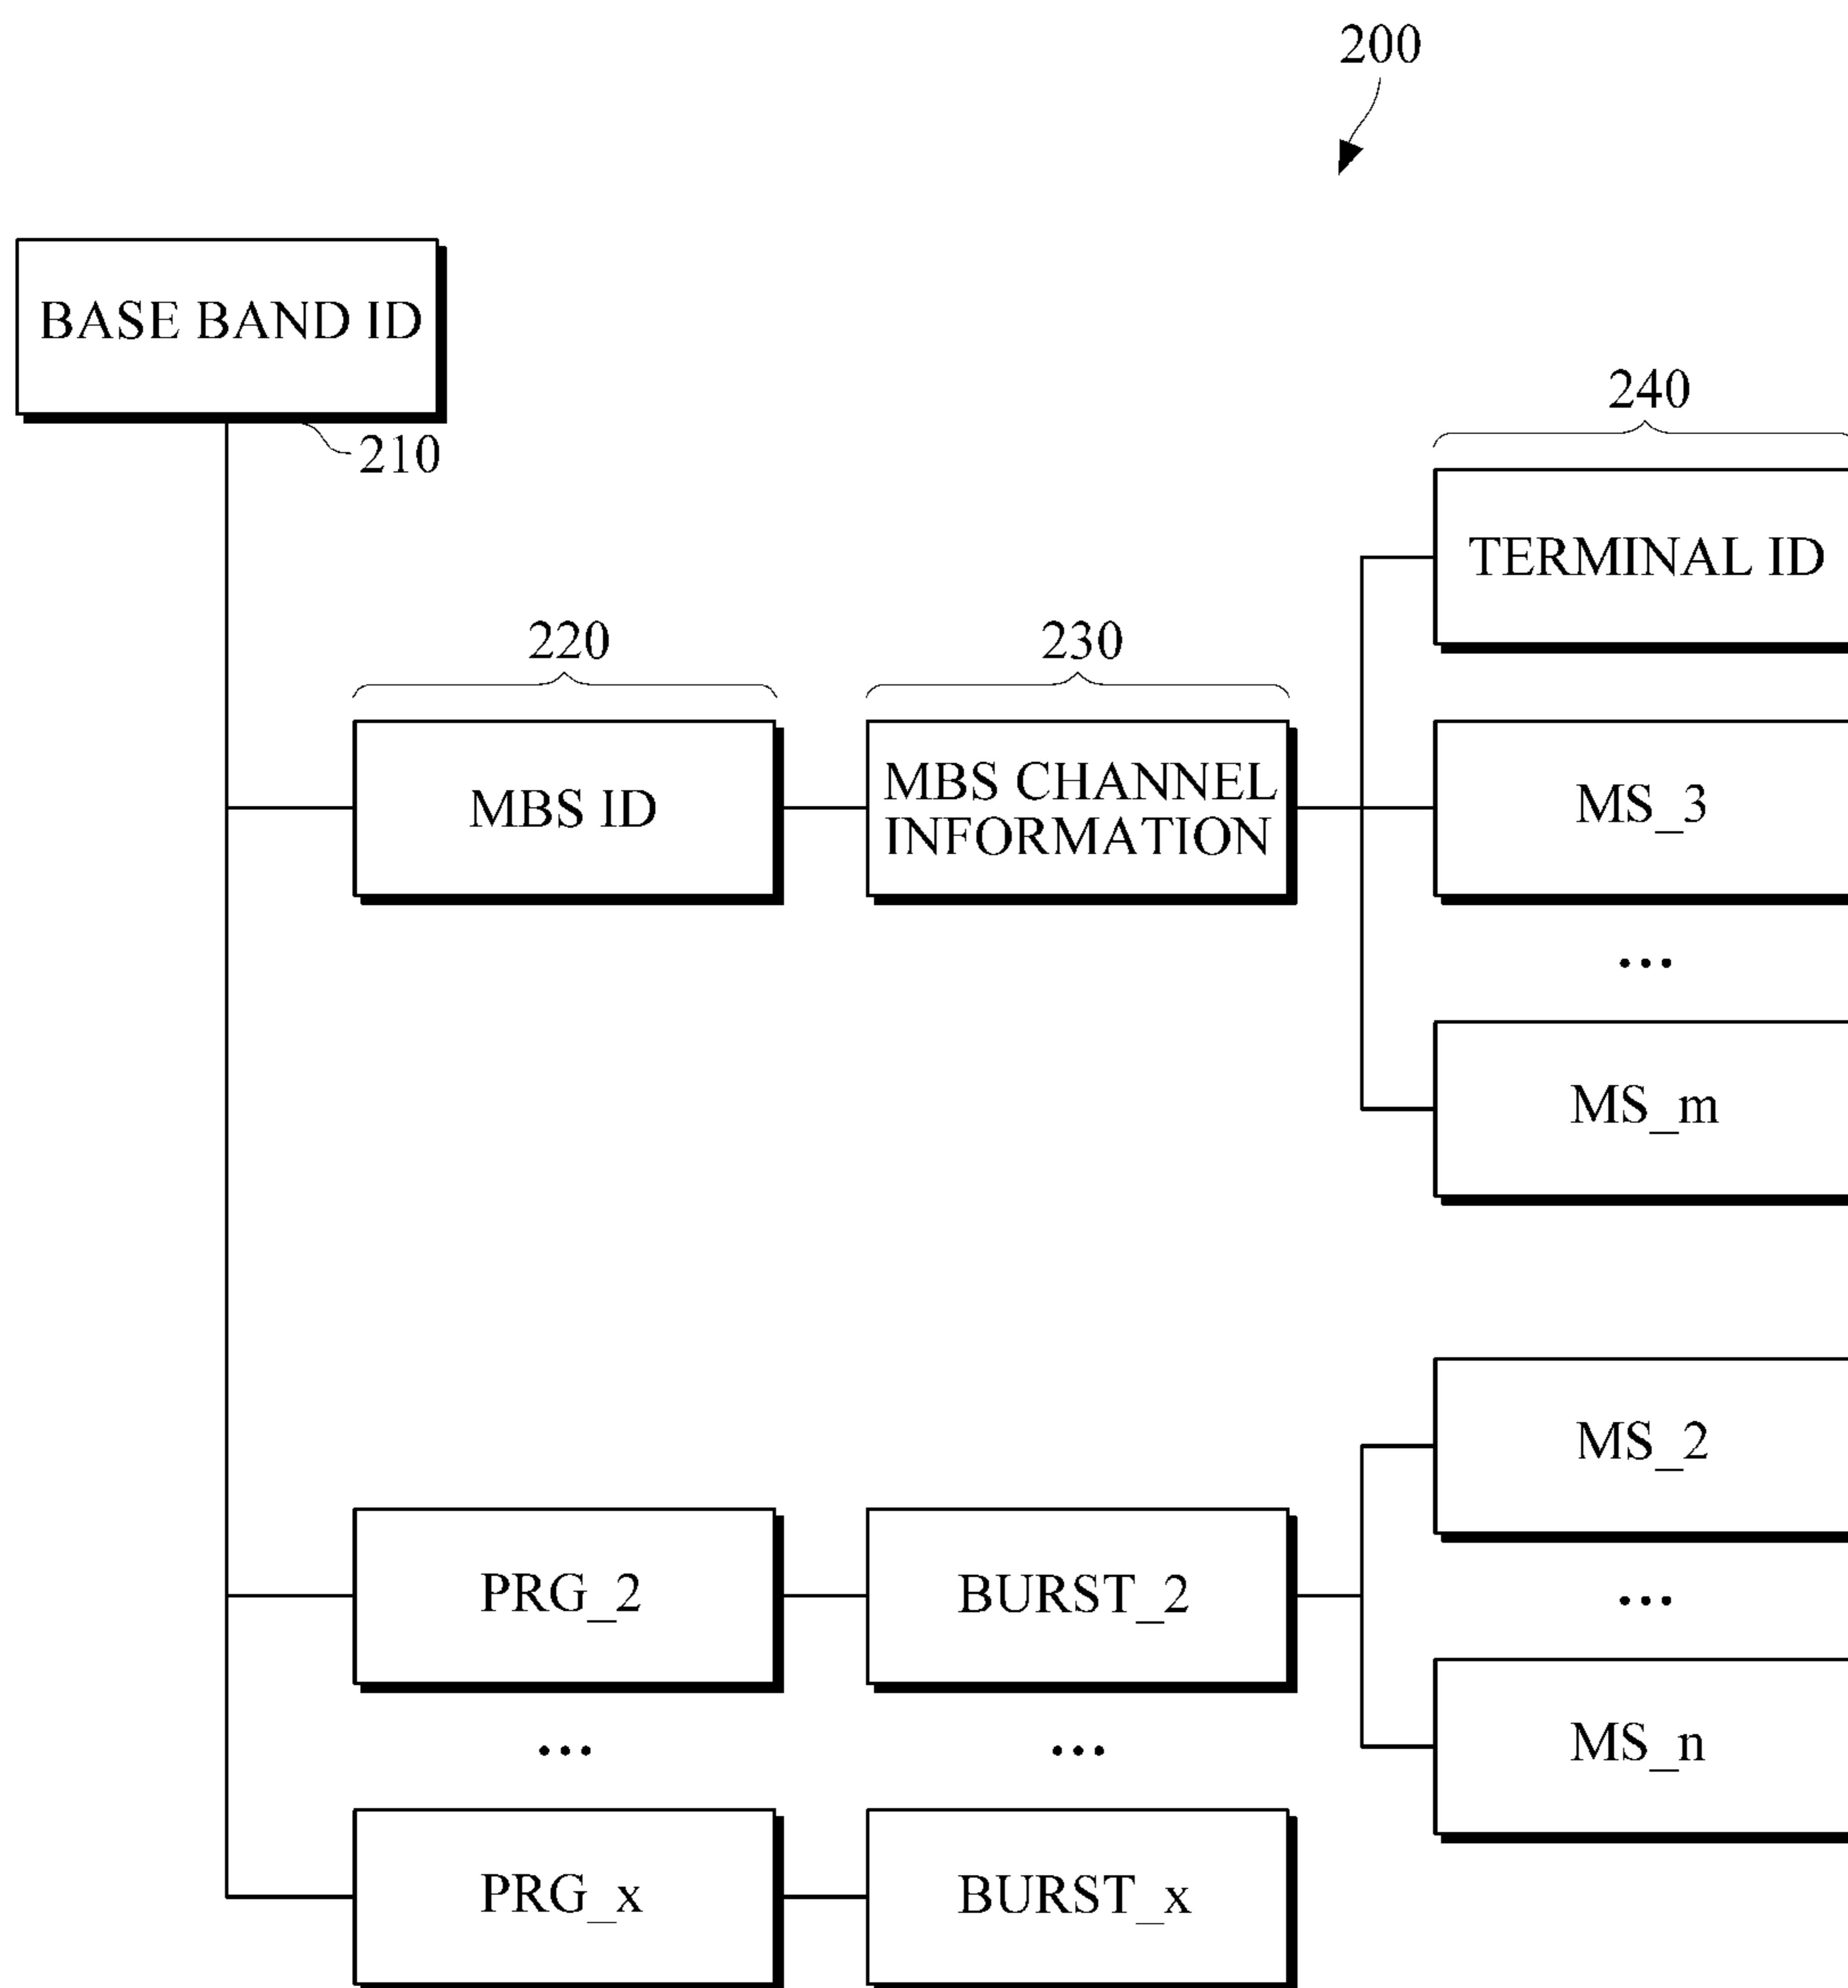 200
BASE BAND ID
210
240
TERMINAL ID
220
230
MBS ID
MBS CHANNEL
INFORMATION
MS_3
...
MS_m
MS_2
PRG_2
BURST_2
...
MS_n
...
...
PRG_x
BURST_x